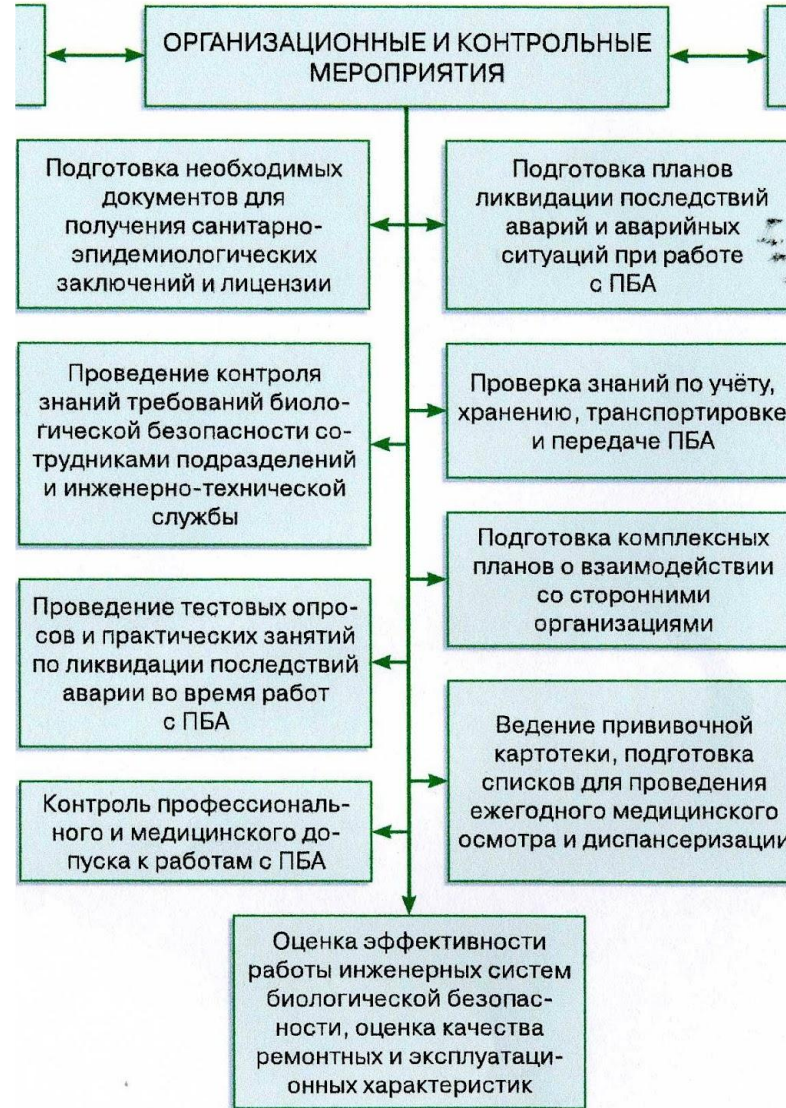 ОРГАНИЗАЦИОННЫЕ И КОНТРОЛЬНЫЕ
МЕРОПРИЯТИЯ
Подготовка необходимых
документов для
получения санитарно-
эпидемиологических
заключений и лицензии
Подготовка планов
ликвидации последствий
аварий и аварийных
ситуаций при работе
с ПБА
Проведение контроля
знаний требований биоло-
гической безопасности со-
трудниками подразделений
и инженерно-технической
службы
Проверка знаний по учёту,
хранению, транспортировке
и передаче ПБА
Подготовка комплексных
планов о взаимодействии
со сторонними
организациями
Проведение тестовых опро-
сов и практических занятий
по ликвидации последствий
аварии во время работ
с ПБА
Ведение прививочной
картотеки, подготовка
списков для проведения
ежегодного медицинского
осмотра и диспансеризации
Контроль профессиональ-
ного и медицинского до-
пуска к работам с ПБА
Оценка эффективности
работы инженерных систем
биологической безопас-
ности, оценка качества
ремонтных и эксплуатаци-
онных характеристик